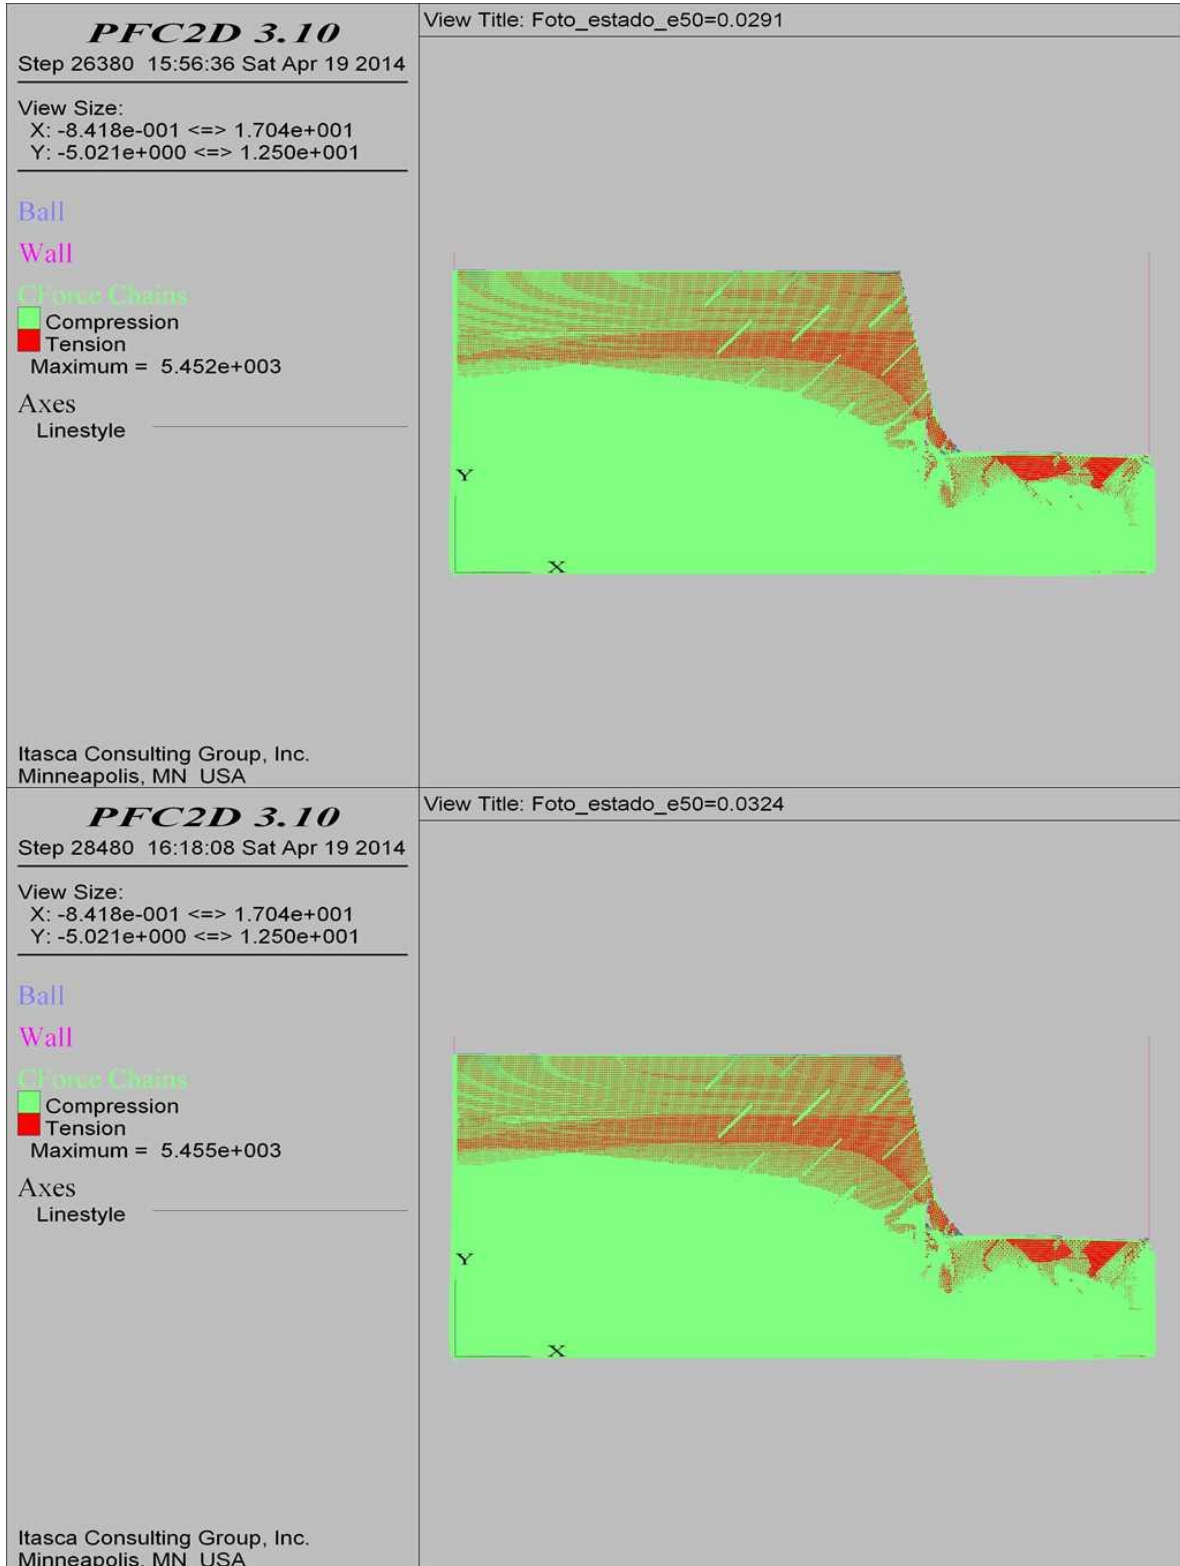 PFC2D 3.10
Step 26380 15:56:36 Sat Apr 19 2014
View Size:
X: -8.418e-001 <=> 1.704e+001
Y: -5.021e+000 <=> 1.250e+001
Ball
Wall
CForce Chains
Compression
Tension
Maximum = 5.452e+003
Axes
Linestyle
Itasca Consulting Group, Inc.
Minneapolis, MN USA
View Title: Foto_estado_e50=0.0291
Y
X
PFC2D 3.10
Step 28480 16:18:08 Sat Apr 19 2014
View Size:
X: -8.418e-001 <=> 1.704e+001
Y: -5.021e+000 <=> 1.250e+001
Ball
Wall
CForce Chains
Compression
Tension
Maximum = 5.455e+003
Axes
Linestyle
Itasca Consulting Group, Inc.
Minneapolis, MN USA
View Title: Foto_estado_e50=0.0324
Y
X